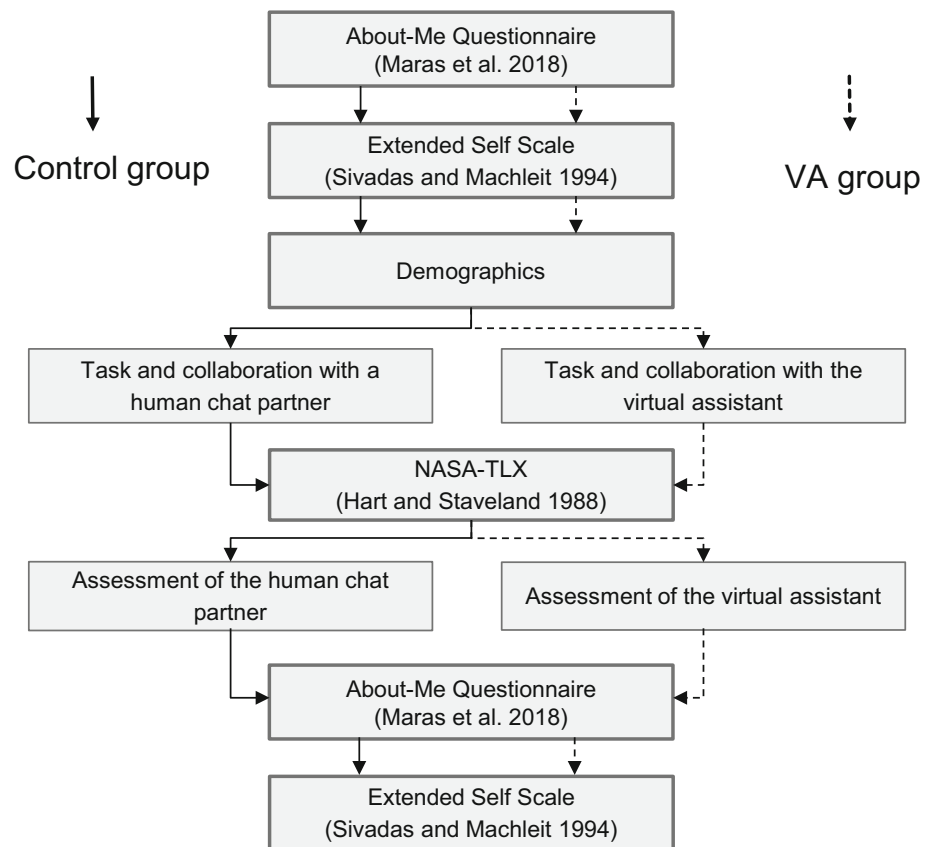 About-Me Questionnaire
(Maras et al. 2018)
Control group
VA group
Extended Self Scale
(Sivadas and Machleit 1994)
Demographics
Task and collaboration with a
human chat partner
Task and collaboration with the
virtual assistant
NASA-TLX
(Hart and Staveland 1988)
Assessment of the human chat
partner
Assessment of the virtual assistant
About-Me Questionnaire
(Maras et al. 2018)
Extended Self Scale
(Sivadas and Machleit 1994)